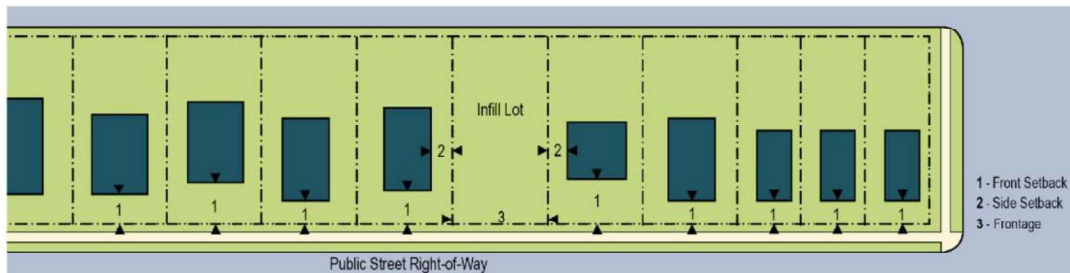 Infill Lot
2
2
1
1
1
1
3
1
1
1
1
1
1 - Front Setback
2 - Side Setback
3 - Frontage
Public Street Right-of-Way